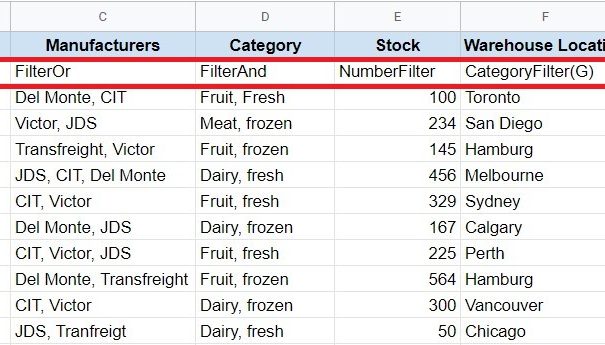 C D E F
Manufacturers Category Stock Warehouse Locati
FilterOr FilterAnd NumberFilter CategoryFilter(G)
Del Monte, CIT Fruit, Fresh 100 Toronto
Victor, JDS Meat, frozen 234 San Diego
Transfreight, Victor Fruit, frozen 145 Hamburg
JDS, CIT, Del Monte Dairy, fresh 456 Melbourne
CIT, Victor Fruit, fresh 329 Sydney
Del Monte, JDS Dairy, frozen 167 Calgary
CIT, Victor, JDS Fruit, fresh 225 Perth
Del Monte, Transfreight Fruit, frozen 564 Hamburg
CIT, Victor Dairy, frozen 300 Vancouver
JDS, Tranfreigt Dairy, fresh 50 Chicago